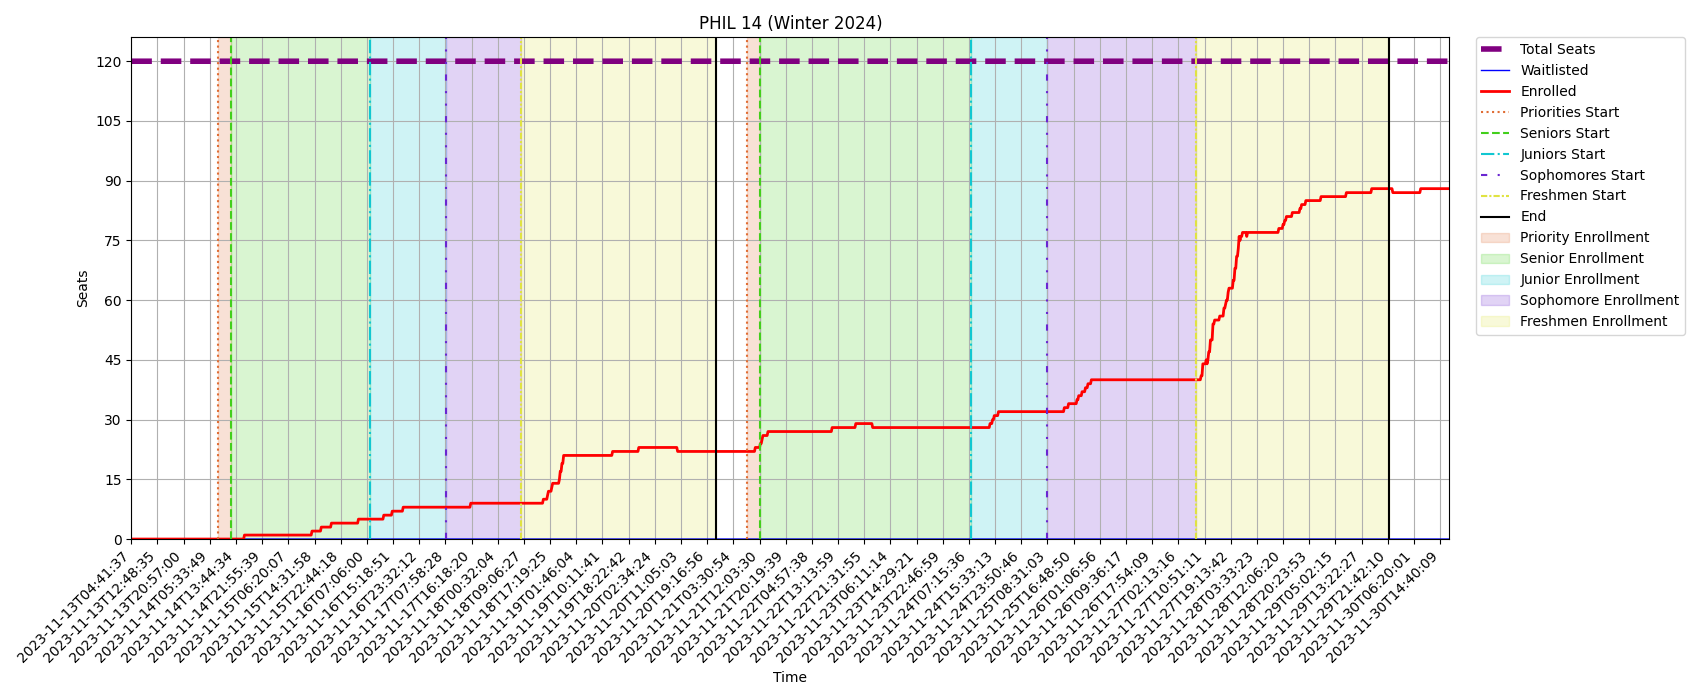 PHIL 14 (Winter 2024)
Seats
120
105
90
75
60
45
30
15
0
2023-11-13T04:41:37
2023-11-13T12:48:35
2023-11-13T20:57:00
2023-11-14T05:33:49
2023-11-14T13:44:34
2023-11-14T21:55:39
2023-11-15T06:20:07
2023-11-15T14:31:58
2023-11-15T22:44:18
2023-11-16T07:06:00
2023-11-16T15:18:51
2023-11-16T23:32:12
2023-11-17T07:58:28
2023-11-17T16:18:20
2023-11-18T00:32:04
2023-11-18T09:06:27
2023-11-18T17:19:25
2023-11-19T01:46:04
2023-11-19T10:11:41
2023-11-19T18:22:42
2023-11-20T02:34:24
2023-11-20T11:05:03
2023-11-20T19:16:56
2023-11-21T03:30:54
2023-11-21T12:03:30
2023-11-21T20:19:39
2023-11-22T04:57:38
2023-11-22T13:13:59
2023-11-22T21:31:55
2023-11-23T06:11:14
2023-11-23T14:29:21
2023-11-23T22:46:59
2023-11-24T07:15:36
2023-11-24T15:33:13
2023-11-24T23:50:46
2023-11-25T08:31:03
2023-11-25T16:48:50
2023-11-26T01:06:56
2023-11-26T09:36:17
2023-11-26T17:54:09
2023-11-27T02:13:16
2023-11-27T10:51:11
2023-11-27T19:13:42
2023-11-28T03:33:23
2023-11-28T12:06:20
2023-11-28T20:23:53
2023-11-29T05:02:15
2023-11-29T13:22:27
2023-11-29T21:42:10
2023-11-30T06:20:01
2023-11-30T14:40:09
Time
Total Seats
Waitlisted
Enrolled
Priorities Start
Seniors Start
Juniors Start
Sophomores Start
Freshmen Start
End
Priority Enrollment
Senior Enrollment
Junior Enrollment
Sophomore Enrollment
Freshmen Enrollment